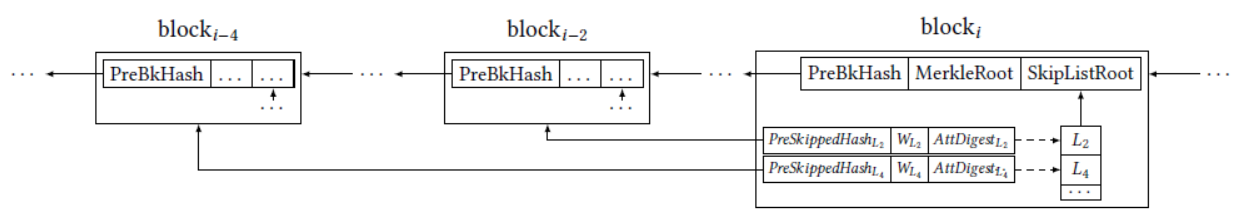 block_{i−4} block_{i−2} block_i
... PreBkHash ... ... ... PreBkHash ... ... ... PreBkHash MerkleRoot SkipListRoot ...
... ...
PreSkippedHash_{L_2} W_{L_2} AttDigest_{L_2} L_2
PreSkippedHash_{L_4} W_{L_4} AttDigest_{L_4} L_4
...